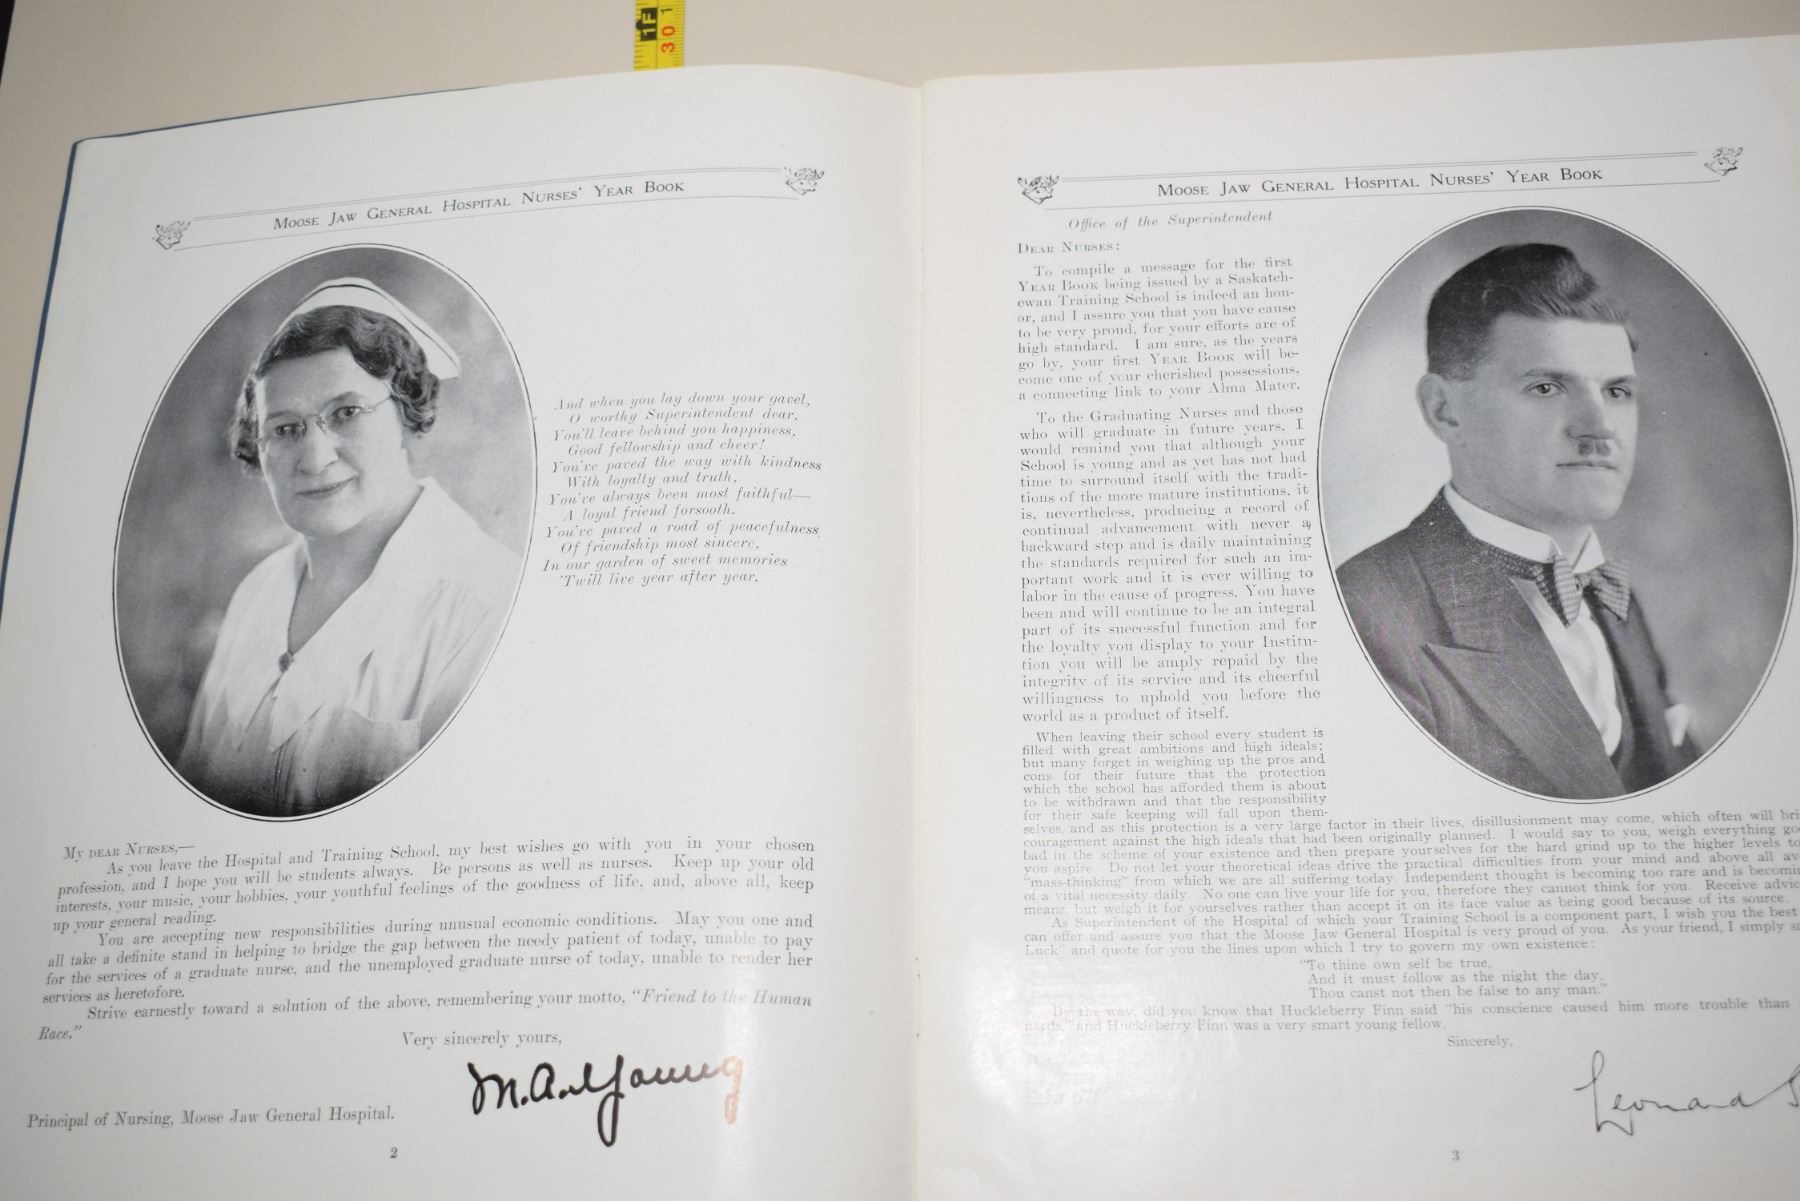 1F
30 1
MOOSE JAW GENERAL HOSPITAL NURSES' YEAR BOOK
And when you lay down your gavel,
O worthy Superintendent dear,
You'll leave behind you happiness,
Good fellowship and cheer!
You've paved the way with kindness
With loyalty and truth,
You've always been most faithful—
A loyal friend forsooth.
You've paved a road of peacefulness
Of friendship most sincere,
In our garden of sweet memories
'Twill live year after year.
MY DEAR NURSES,—
As you leave the Hospital and Training School, my best wishes go with you in your chosen
profession, and I hope you will be students always. Be persons as well as nurses. Keep up your old
interests, your music, your hobbies, your youthful feelings of the goodness of life, and, above all, keep
up your general reading.
You are accepting new responsibilities during unusual economic conditions. May you one and
all take a definite stand in helping to bridge the gap between the needy patient of today, unable to pay
for the services of a graduate nurse, and the unemployed graduate nurse of today, unable to render her
services as heretofore.
Strive earnestly toward a solution of the above, remembering your motto, "Friend to the Human
Race."
Very sincerely yours,
M. A. Young
Principal of Nursing, Moose Jaw General Hospital.
2
MOOSE JAW GENERAL HOSPITAL NURSES' YEAR BOOK
Office of the Superintendent
DEAR NURSES:
To compile a message for the first
YEAR BOOK being issued by a Saskatch-
ewan Training School is indeed an hon-
or, and I assure you that you have cause
to be very proud, for your efforts are of
high standard. I am sure, as the years
go by, your first YEAR BOOK will be-
come one of your cherished possessions,
a connecting link to your Alma Mater.
To the Graduating Nurses and those
who will graduate in future years, I
would remind you that although your
School is young and as yet has not had
time to surround itself with the tradi-
tions of the more mature institutions, it
is, nevertheless, producing a record of
continual advancement with never a
backward step and is daily maintaining
the standards required for such an im-
portant work and it is ever willing to
labor in the cause of progress. You have
been and will continue to be an integral
part of its successful function and for
the loyalty you display to your Institu-
tion you will be amply repaid by the
integrity of its service and its cheerful
willingness to uphold you before the
world as a product of itself.
When leaving their school every student is
filled with great ambitions and high ideals;
but many forget in weighing up the pros and
cons for their future that the protection
which the school has afforded them is about
to be withdrawn and that the responsibility
for their safe keeping will fall upon them-
selves, and as this protection is a very large factor in their lives, disillusionment may come, which often will bri
couragement against the high ideals that had been originally planned. I would say to you, weigh everything go
bad in the scheme of your existence and then prepare yourselves for the hard grind up to the higher levels to
you aspire. Do not let your theoretical ideas drive the practical difficulties from your mind and above all av
"mass-thinking" from which we are all suffering today. Independent thought is becoming too rare and is becomin
of a vital necessity daily. No one can live your life for you, therefore they cannot think for you. Receive advic
means, but weigh it for yourselves rather than accept it on its face value as being good because of its source.
As Superintendent of the Hospital of which your Training School is a component part, I wish you the best
can offer and assure you that the Moose Jaw General Hospital is very proud of you. As your friend, I simply sa
Luck" and quote for you the lines upon which I try to govern my own existence:
"To thine own self be true,
And it must follow as the night the day,
Thou canst not then be false to any man."
By the way, did you know that Huckleberry Finn said "his conscience caused him more trouble than
nards," and Huckleberry Finn was a very smart young fellow.
Sincerely,
Leonard S
3